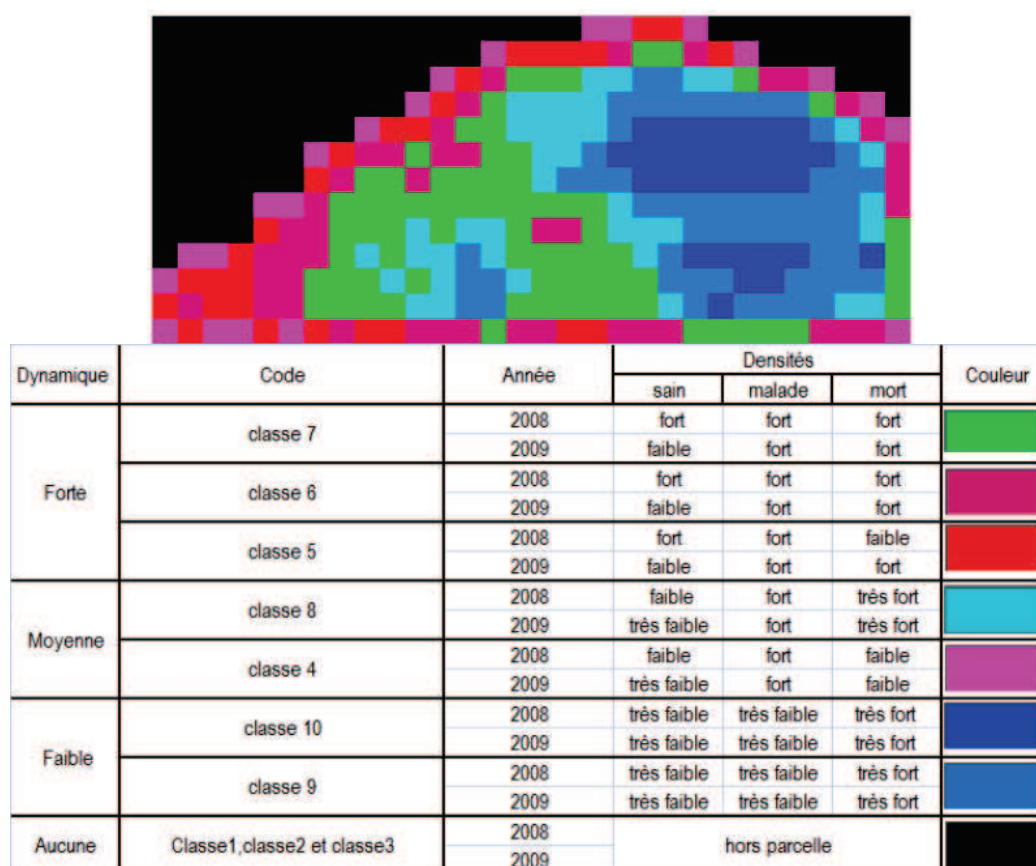 Dynamique Code Année Densités Couleur
sain malade mort
Forte classe 7 2008 fort fort fort
2009 faible fort fort
classe 6 2008 fort fort fort
2009 faible fort fort
classe 5 2008 fort fort faible
2009 faible fort fort
Moyenne classe 8 2008 faible fort très fort
2009 très faible fort très fort
classe 4 2008 faible fort faible
2009 très faible fort faible
Faible classe 10 2008 très faible très faible très fort
2009 très faible très faible très fort
classe 9 2008 très faible très faible très fort
2009 très faible très faible très fort
Aucune Classe1,classe2 et classe3 2008 hors parcelle
2009